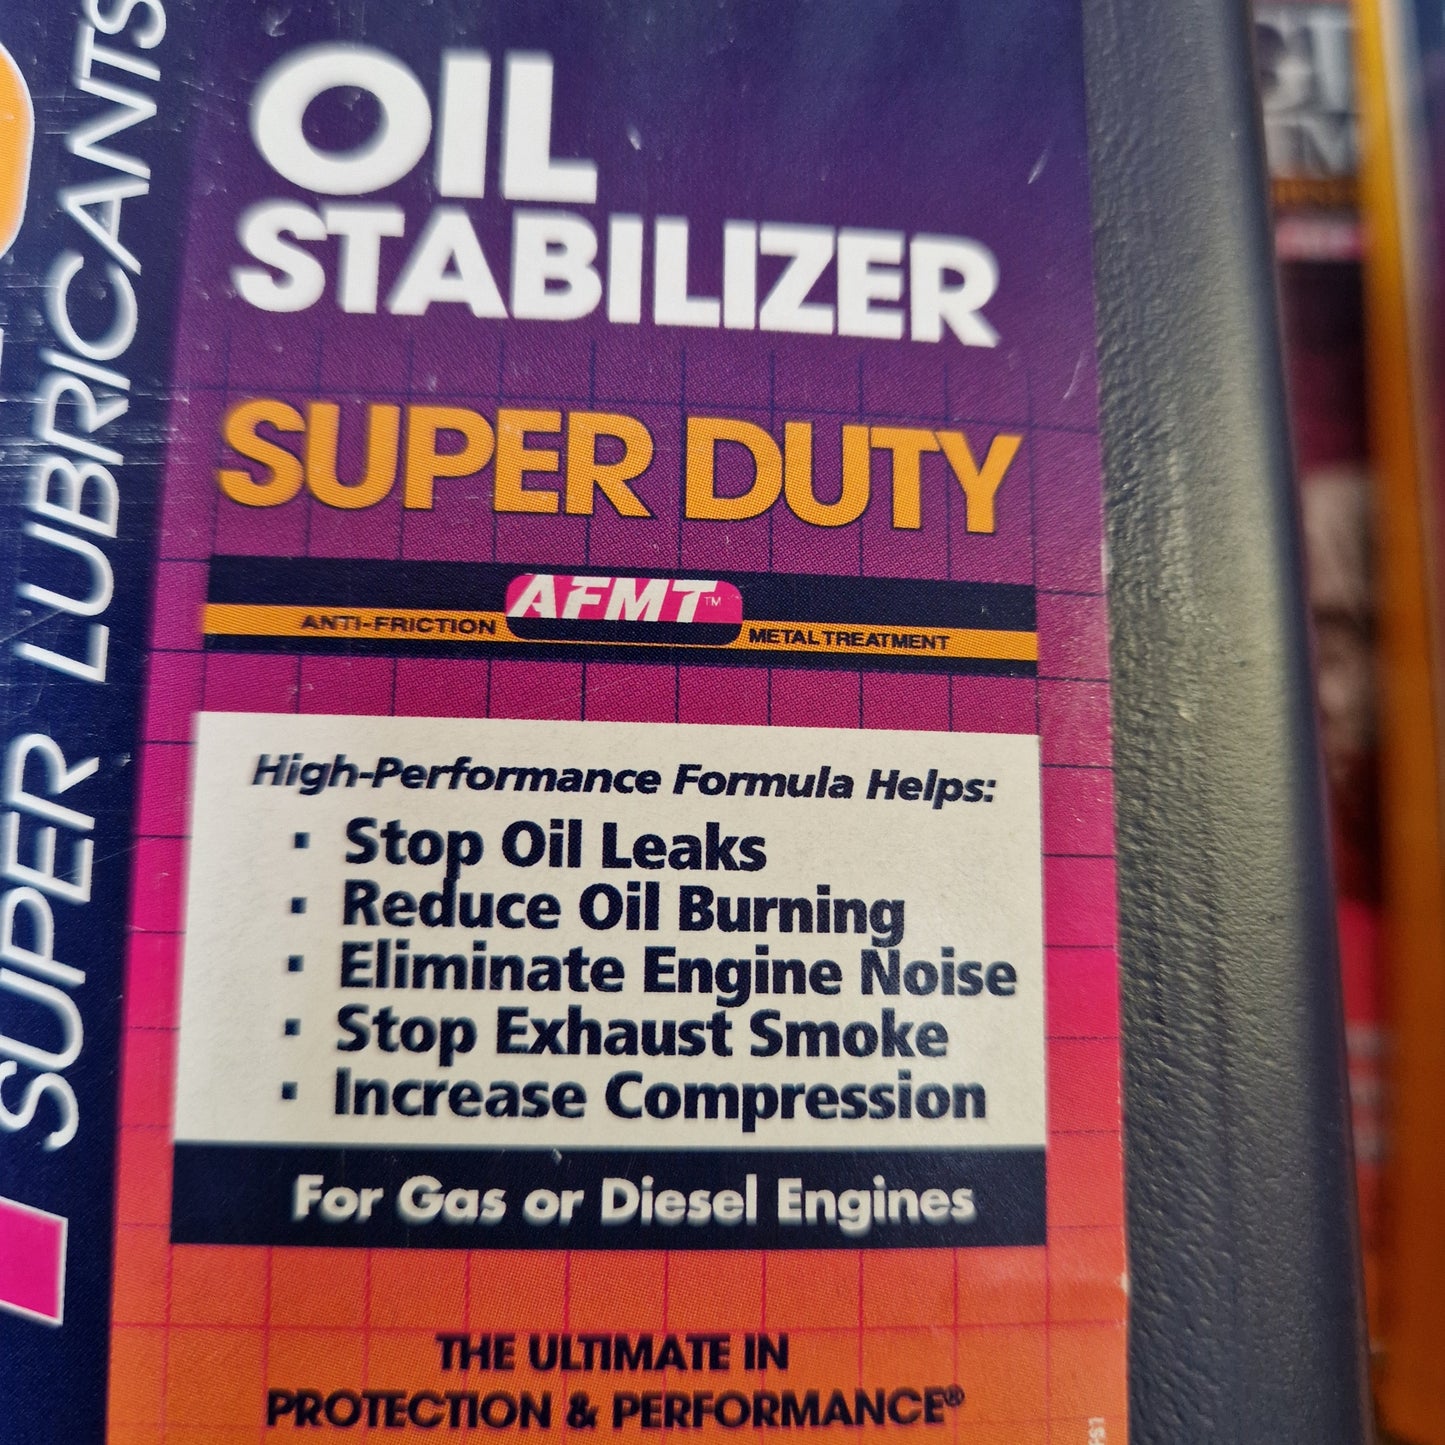 SUPER LUBRICANTS
OIL
STABILIZER
SUPER DUTY
AFMT™
ANTI-FRICTION METAL TREATMENT
High-Performance Formula Helps:
· Stop Oil Leaks
· Reduce Oil Burning
· Eliminate Engine Noise
· Stop Exhaust Smoke
· Increase Compression
For Gas or Diesel Engines
THE ULTIMATE IN
PROTECTION & PERFORMANCE®